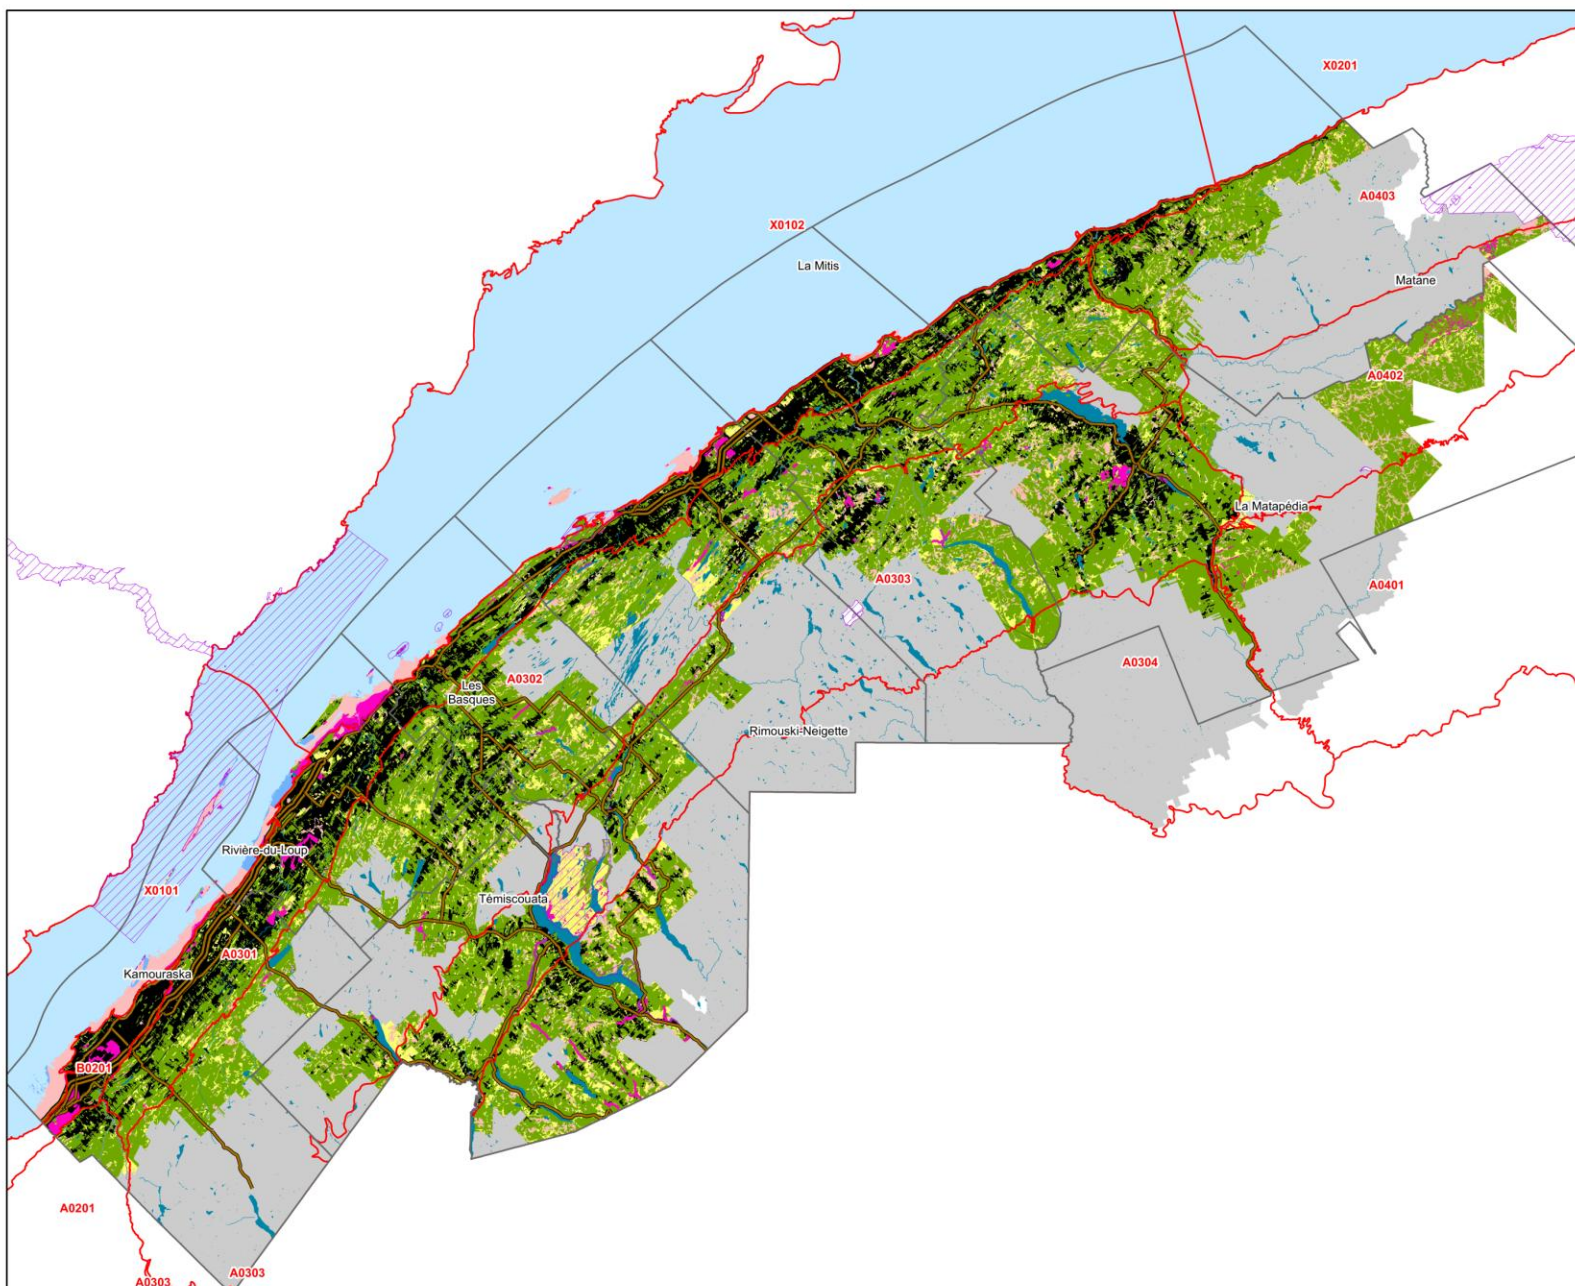 X0201
A0403
X0102
La Mitis
Matane
A0402
La Matapédia
A0303
A0401
A0304
Les
Basques
A0302
Rimouski-Neigette
Rivière-du-Loup
X0101
Témiscouata
A0301
Kamouraska
B0201
A0201
A0303
A0303